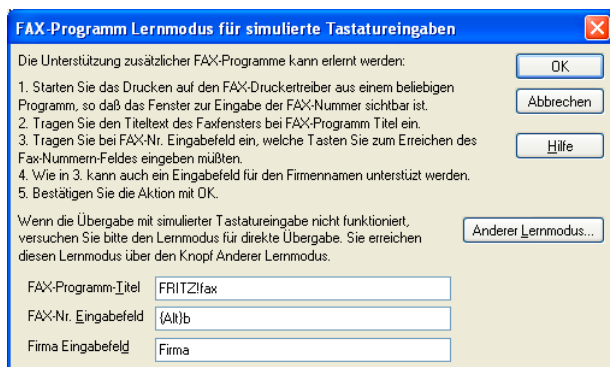 FAX-Programm Lernmodus für simulierte Tastatureingaben
Die Unterstützung zusätzlicher FAX-Programme kann erlernt werden:
OK
1. Starten Sie das Drucken auf den FAX-Druckertreiber aus einem beliebigen
Programm, so daß das Fenster zur Eingabe der FAX-Nummer sichtbar ist.
Abbrechen
2. Tragen Sie den Titeltext des Faxfensters bei FAX-Programm Titel ein.
3. Tragen Sie bei FAX-Nr. Eingabefeld ein, welche Tasten Sie zum Erreichen des
Fax-Nummern-Feldes eingeben müßten.
Hilfe
4. Wie in 3. kann auch ein Eingabefeld für den Firmennamen unterstüzt werden.
5. Bestätigen Sie die Aktion mit OK.
Wenn die Übergabe mit simulierter Tastatureingabe nicht funktioniert,
versuchen Sie bitte den Lernmodus für direkte Übergabe. Sie erreichen
diesen Lernmodus über den Knopf Anderer Lernmodus.
Anderer Lernmodus...
FAX-Programm-Titel
FRITZ!fax
FAX-Nr. Eingabefeld
{Alt}b
Firma Eingabefeld
Firma